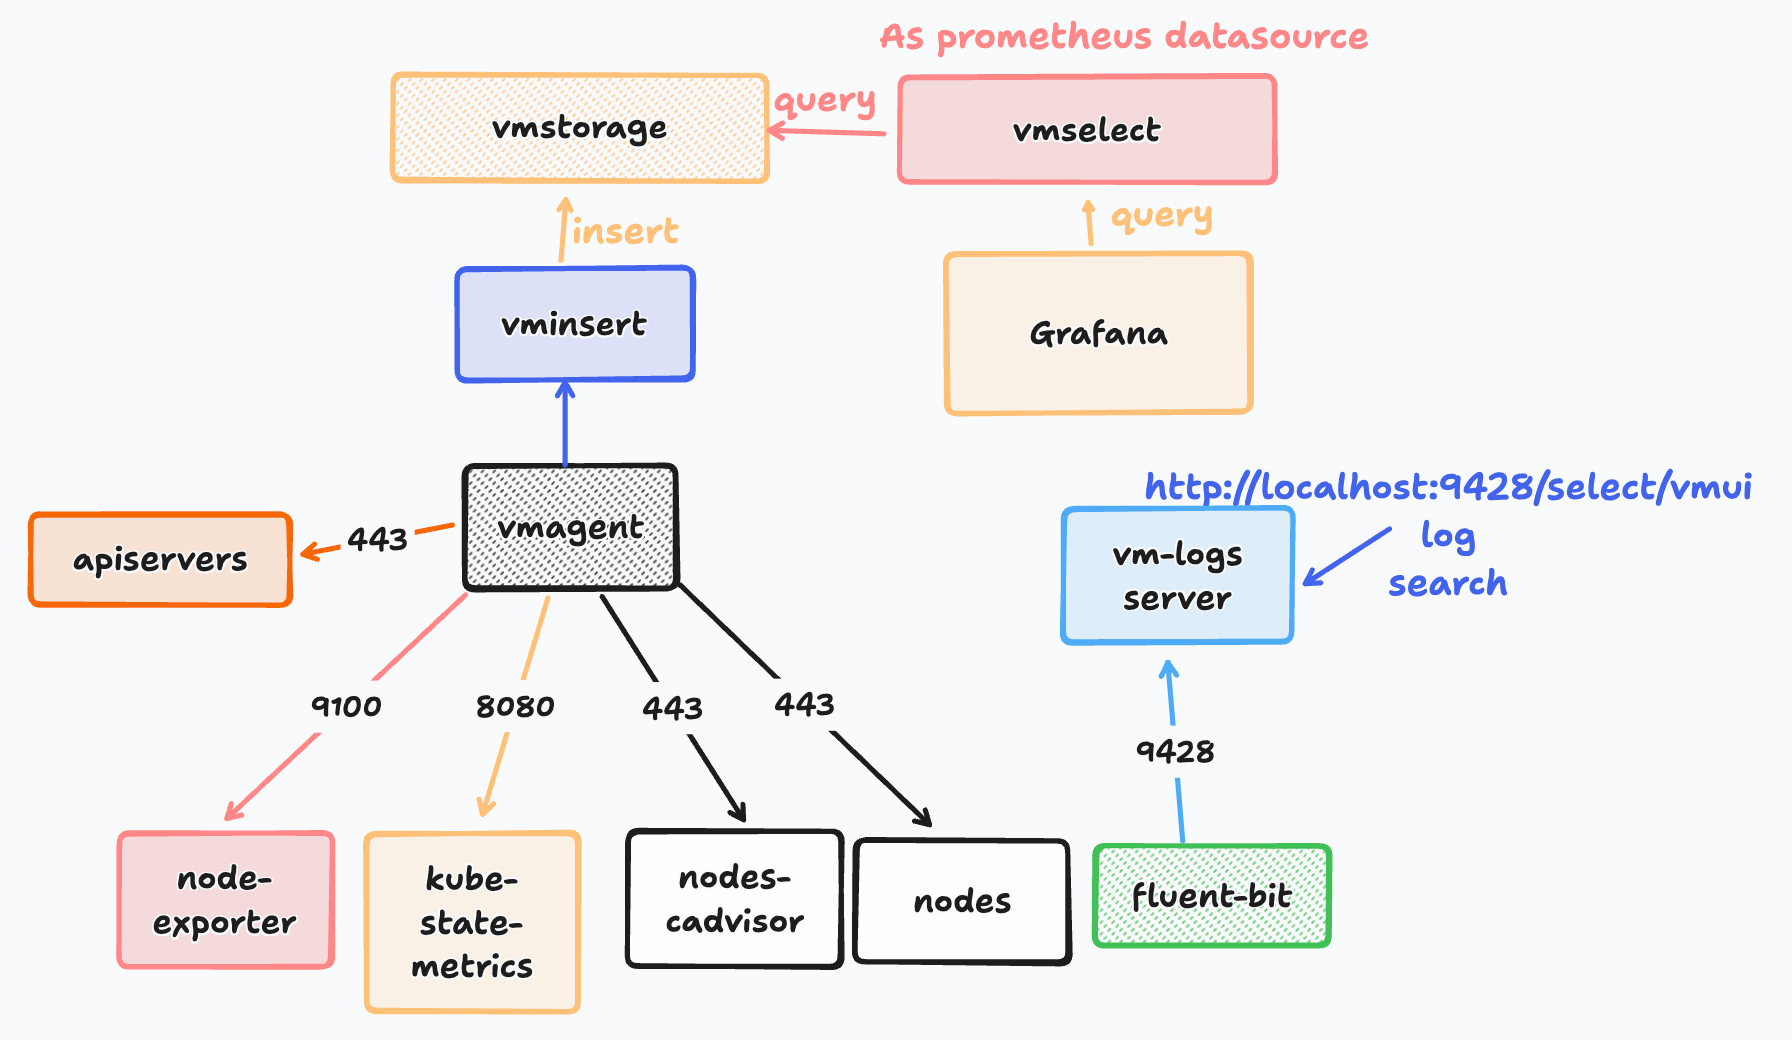 As prometheus datasource
vmstorage
query
vmselect
insert
query
vminsert
Grafana
http://localhost:9428/select/vmui
log
search
vmagent
apiservers
443
vm-logs
server
9100
8080
443
443
9428
node-
exporter
kube-
state-
metrics
nodes-
cadvisor
nodes
fluent-bit